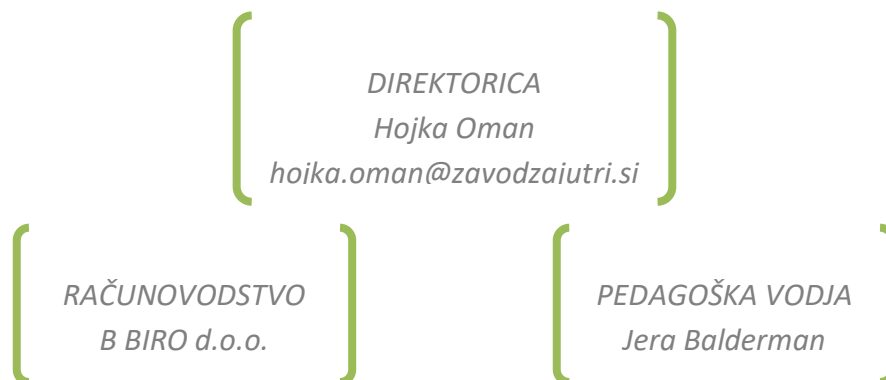 DIREKTORICA
Hojka Oman
hojka.oman@zavodzajutri.si
RAČUNOVODSTVO
B BIRO d.o.o.
PEDAGOŠKA VODJA
Jera Balderman